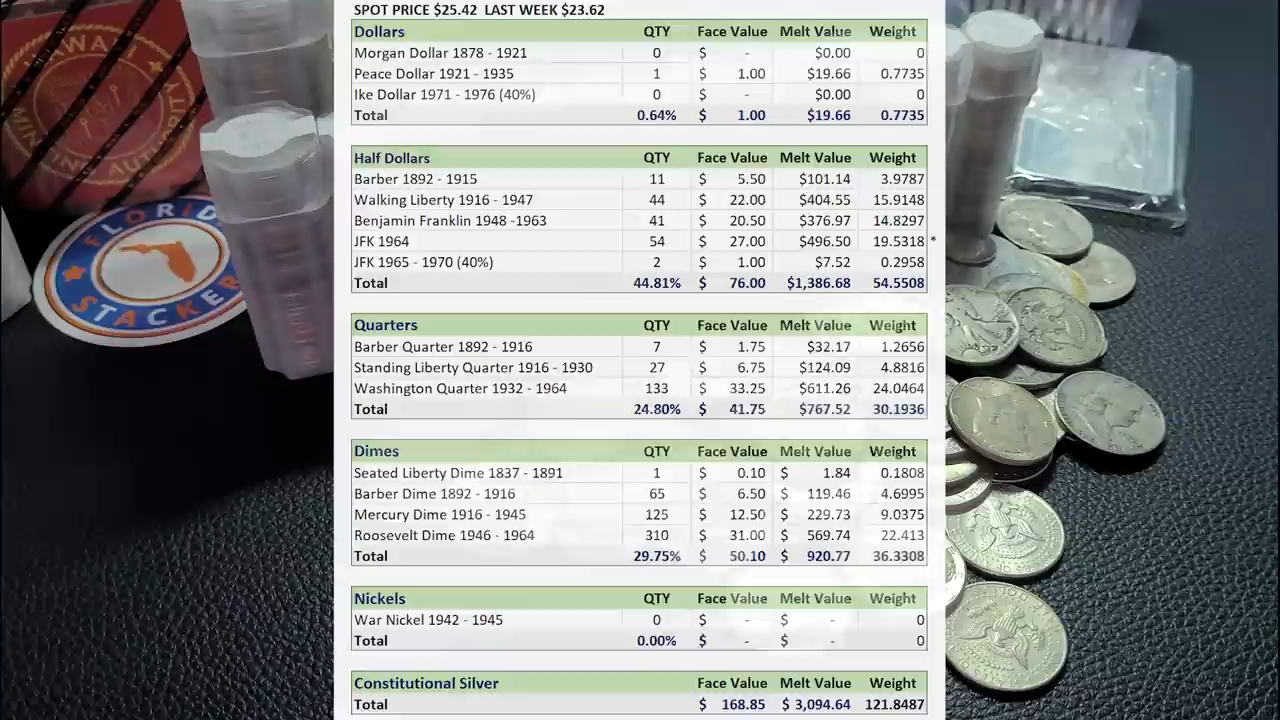 SPOT PRICE $25.42 LAST WEEK $23.62
Dollars QTY Face Value Melt Value Weight
Morgan Dollar 1878 - 1921 0 $ - $0.00 0
Peace Dollar 1921 - 1935 1 $ 1.00 $19.66 0.7735
Ike Dollar 1971 - 1976 (40%) 0 $ - $0.00 0
Total 0.64% $ 1.00 $19.66 0.7735
Half Dollars QTY Face Value Melt Value Weight
Barber 1892 - 1915 11 $ 5.50 $101.14 3.9787
Walking Liberty 1916 - 1947 44 $ 22.00 $404.55 15.9148
Benjamin Franklin 1948 -1963 41 $ 20.50 $376.97 14.8297
JFK 1964 54 $ 27.00 $496.50 19.5318 *
JFK 1965 - 1970 (40%) 2 $ 1.00 $7.52 0.2958
Total 44.81% $ 76.00 $1,386.68 54.5508
Quarters QTY Face Value Melt Value Weight
Barber Quarter 1892 - 1916 7 $ 1.75 $32.17 1.2656
Standing Liberty Quarter 1916 - 1930 27 $ 6.75 $124.09 4.8816
Washington Quarter 1932 - 1964 133 $ 33.25 $611.26 24.0464
Total 24.80% $ 41.75 $767.52 30.1936
Dimes QTY Face Value Melt Value Weight
Seated Liberty Dime 1837 - 1891 1 $ 0.10 $ 1.84 0.1808
Barber Dime 1892 - 1916 65 $ 6.50 $ 119.46 4.6995
Mercury Dime 1916 - 1945 125 $ 12.50 $ 229.73 9.0375
Roosevelt Dime 1946 - 1964 310 $ 31.00 $ 569.74 22.413
Total 29.75% $ 50.10 $ 920.77 36.3308
Nickels QTY Face Value Melt Value Weight
War Nickel 1942 - 1945 0 $ - $ - 0
Total 0.00% $ - $ - 0
Constitutional Silver Face Value Melt Value Weight
Total $ 168.85 $ 3,094.64 121.8487
FLORID
STACKER